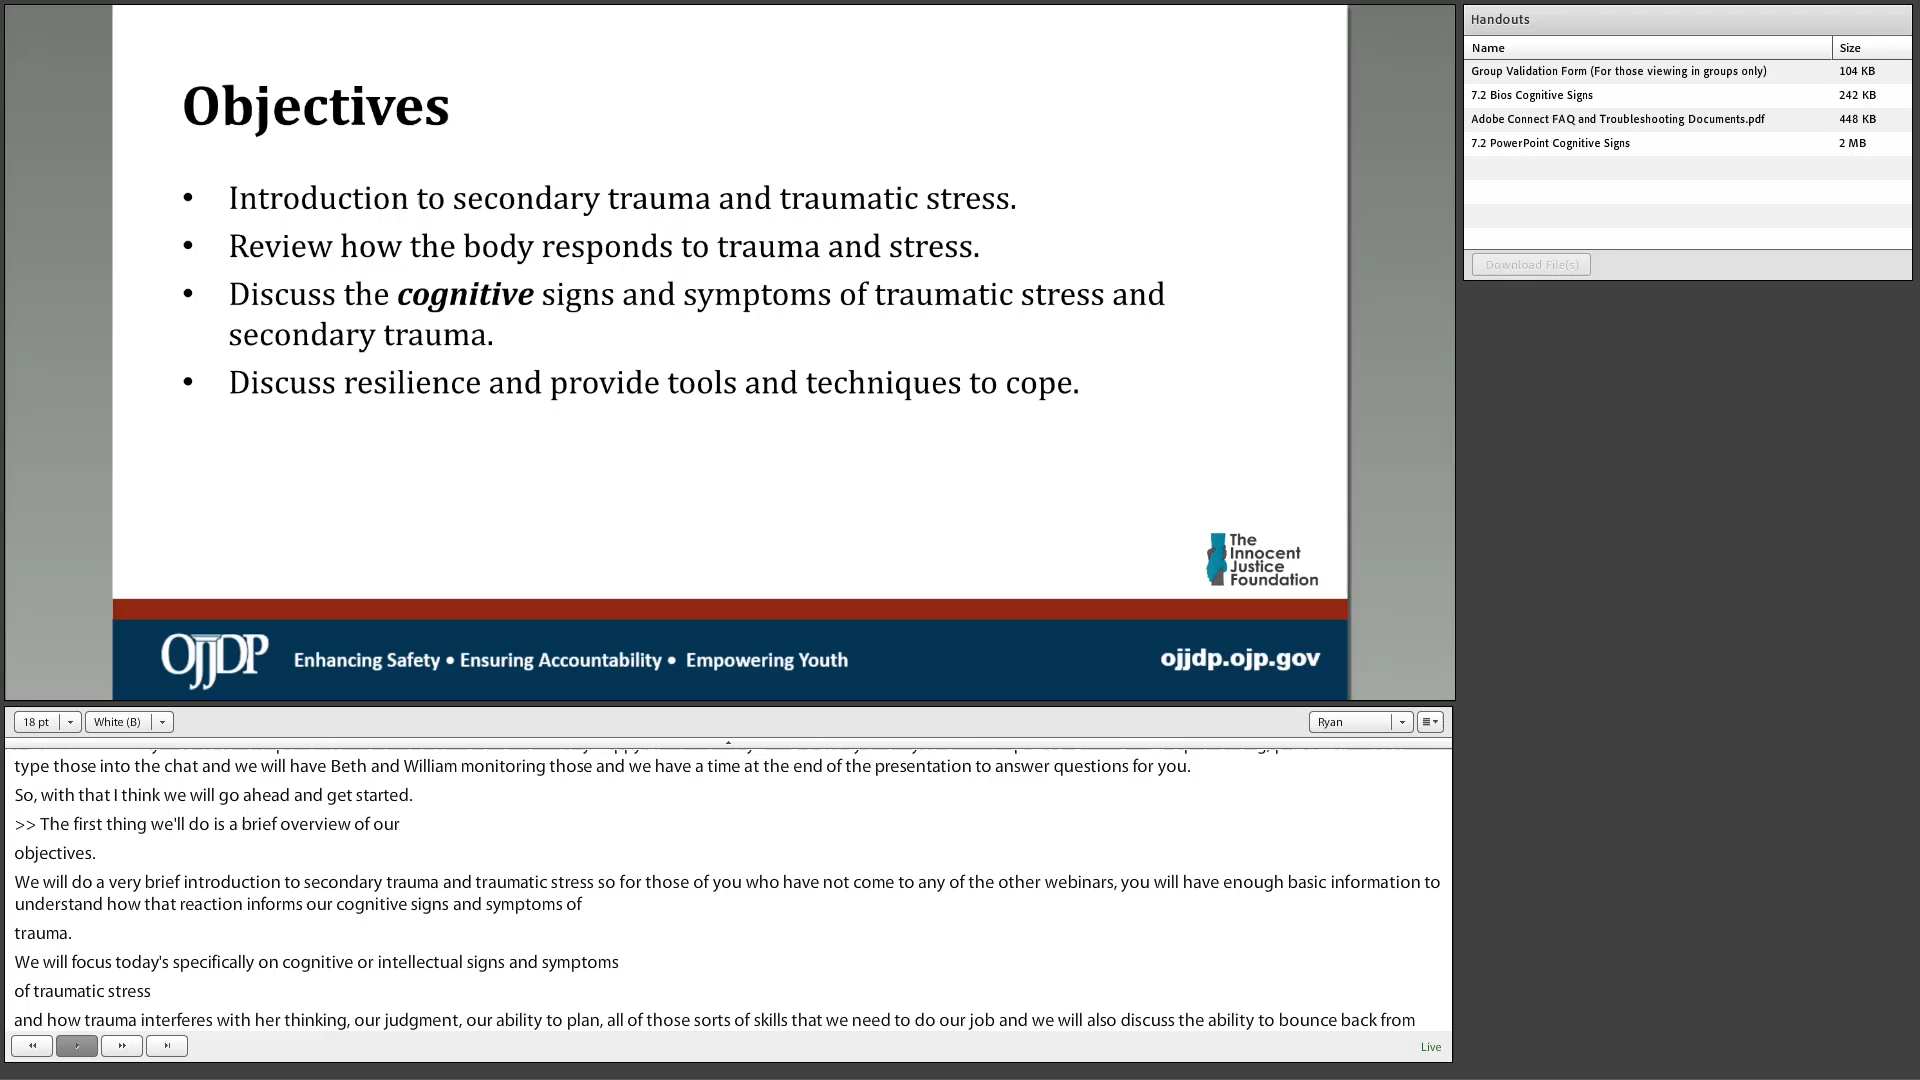 Objectives
• Introduction to secondary trauma and traumatic stress.
• Review how the body responds to trauma and stress.
• Discuss the cognitive signs and symptoms of traumatic stress and
secondary trauma.
• Discuss resilience and provide tools and techniques to cope.
The
Innocent
Justice
Foundation
OJJDP
Enhancing Safety • Ensuring Accountability • Empowering Youth
ojjdp.ojp.gov
Handouts
Name Size
Group Validation Form (For those viewing in groups only) 104 KB
7.2 Bios Cognitive Signs 242 KB
Adobe Connect FAQ and Troubleshooting Documents.pdf 448 KB
7.2 PowerPoint Cognitive Signs 2 MB
Download File(s)
18 pt White (B) Ryan
type those into the chat and we will have Beth and William monitoring those and we have a time at the end of the presentation to answer questions for you.
So, with that I think we will go ahead and get started.
>> The first thing we'll do is a brief overview of our
objectives.
We will do a very brief introduction to secondary trauma and traumatic stress so for those of you who have not come to any of the other webinars, you will have enough basic information to
understand how that reaction informs our cognitive signs and symptoms of
trauma.
We will focus today's specifically on cognitive or intellectual signs and symptoms
of traumatic stress
and how trauma interferes with her thinking, our judgment, our ability to plan, all of those sorts of skills that we need to do our job and we will also discuss the ability to bounce back from
Live